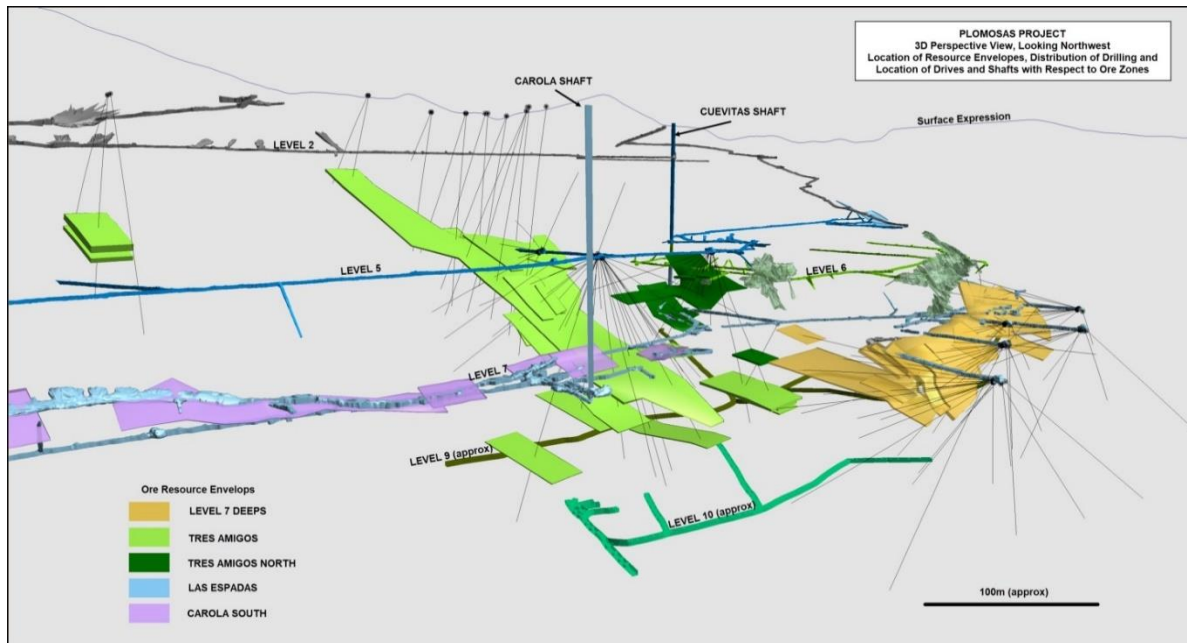 PLOMOSAS PROJECT
3D Perspective View, Looking Northwest
Location of Resource Envelopes, Distribution of Drilling and
Location of Drives and Shafts with Respect to Ore Zones
CAROLA SHAFT
CUEVITAS SHAFT
Surface Expression
LEVEL 2
LEVEL 5
LEVEL 6
LEVEL 7
LEVEL 9 (approx)
LEVEL 10 (approx)
Ore Resource Envelops
LEVEL 7 DEEPS
TRES AMIGOS
TRES AMIGOS NORTH
LAS ESPADAS
CAROLA SOUTH
100m (approx)